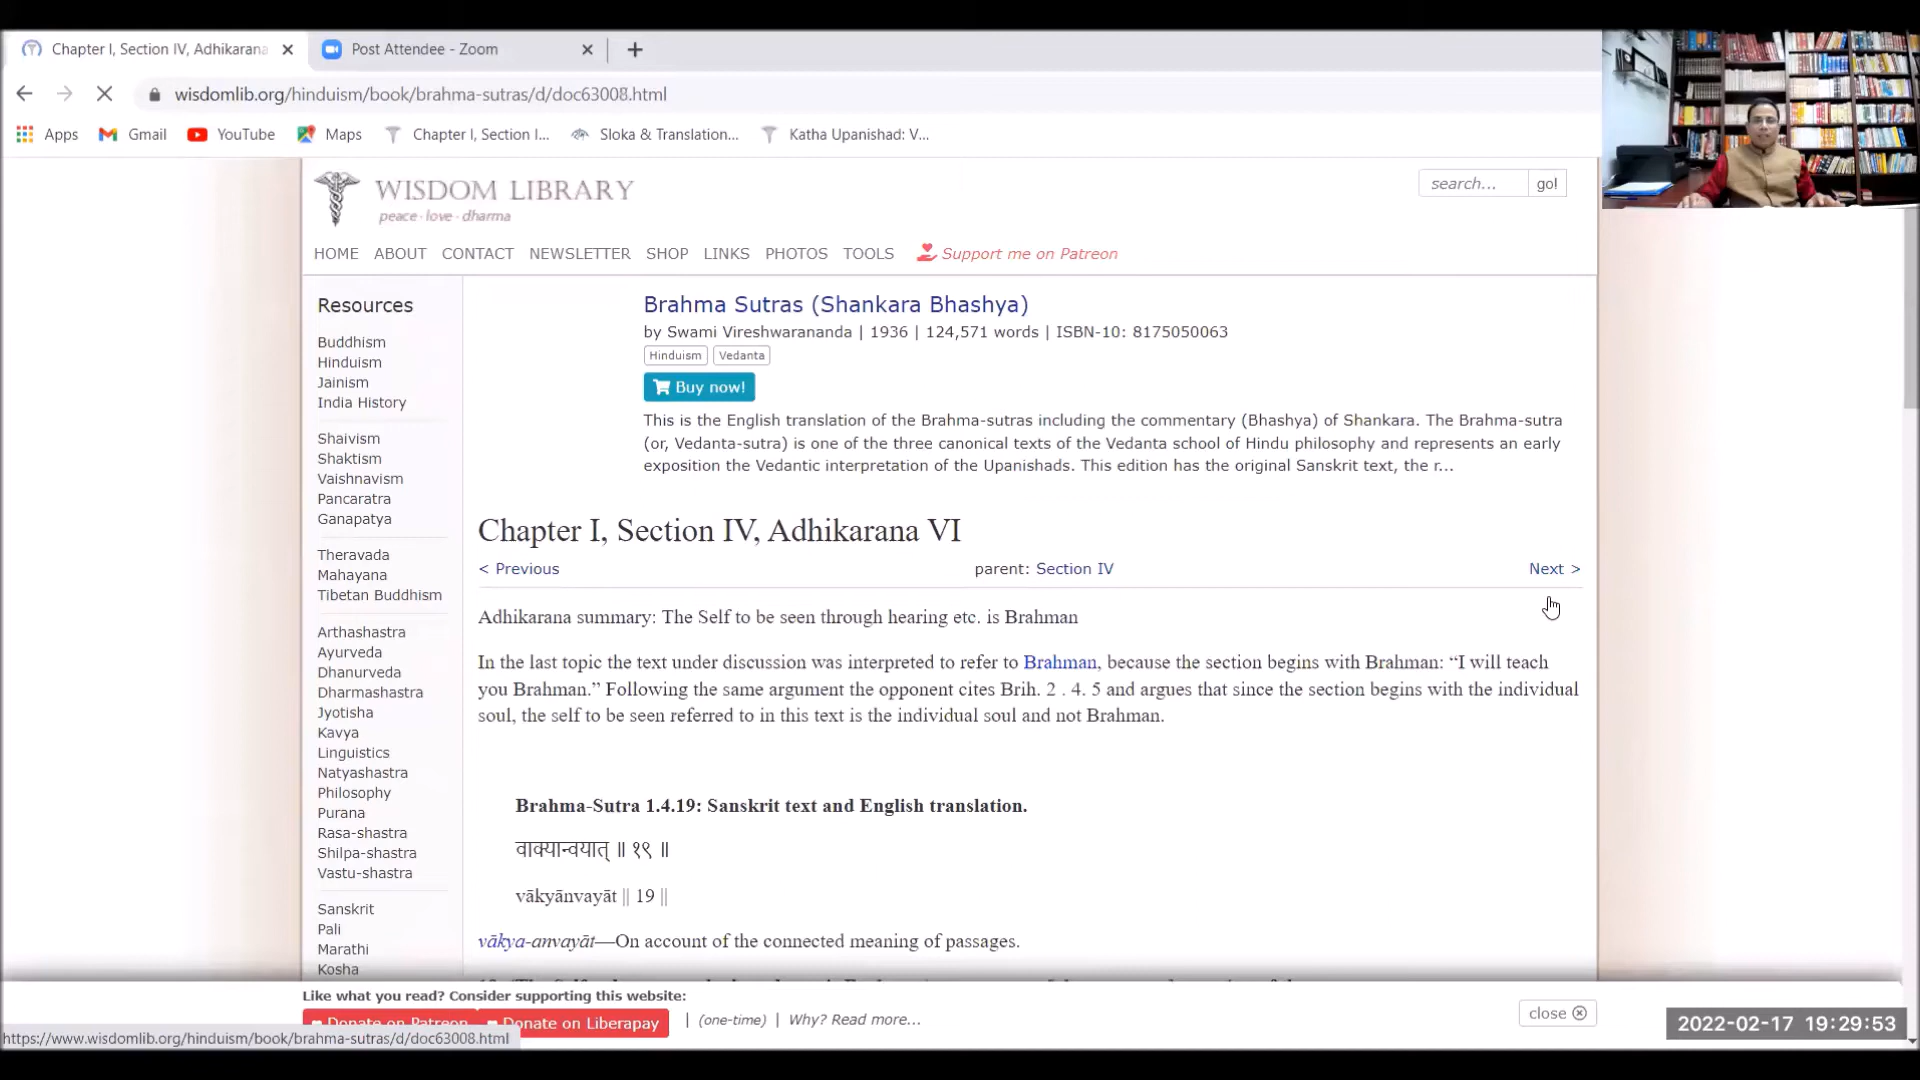 Chapter I, Section IV, Adhikarana
Post Attendee - Zoom
wisdomlib.org/hinduism/book/brahma-sutras/d/doc63008.html
Apps
Gmail
YouTube
Maps
Chapter I, Section I...
Sloka & Translation...
Katha Upanishad: V...
WISDOM LIBRARY
peace · love · dharma
search...
go!
HOME ABOUT CONTACT NEWSLETTER SHOP LINKS PHOTOS TOOLS Support me on Patreon
Resources
Buddhism
Hinduism
Jainism
India History
Shaivism
Shaktism
Vaishnavism
Pancaratra
Ganapatya
Theravada
Mahayana
Tibetan Buddhism
Arthashastra
Ayurveda
Dhanurveda
Dharmashastra
Jyotisha
Kavya
Linguistics
Natyashastra
Philosophy
Purana
Rasa-shastra
Shilpa-shastra
Vastu-shastra
Sanskrit
Pali
Marathi
Kosha
Brahma Sutras (Shankara Bhashya)
by Swami Vireshwarananda | 1936 | 124,571 words | ISBN-10: 8175050063
Hinduism Vedanta
Buy now!
This is the English translation of the Brahma-sutras including the commentary (Bhashya) of Shankara. The Brahma-sutra
(or, Vedanta-sutra) is one of the three canonical texts of the Vedanta school of Hindu philosophy and represents an early
exposition the Vedantic interpretation of the Upanishads. This edition has the original Sanskrit text, the r...
Chapter I, Section IV, Adhikarana VI
< Previous
parent: Section IV
Next >
Adhikarana summary: The Self to be seen through hearing etc. is Brahman
In the last topic the text under discussion was interpreted to refer to Brahman, because the section begins with Brahman: “I will teach
you Brahman.” Following the same argument the opponent cites Brih. 2 . 4. 5 and argues that since the section begins with the individual
soul, the self to be seen referred to in this text is the individual soul and not Brahman.
Brahma-Sutra 1.4.19: Sanskrit text and English translation.
वाक्यान्वयात् ॥ १९ ॥
vākyānvayāt || 19 ||
vākya-anvayāt—On account of the connected meaning of passages.
Like what you read? Consider supporting this website:
Donate on Patreon
Donate on Liberapay
| (one-time) | Why? Read more...
close
https://www.wisdomlib.org/hinduism/book/brahma-sutras/d/doc63008.html
2022-02-17 19:29:53